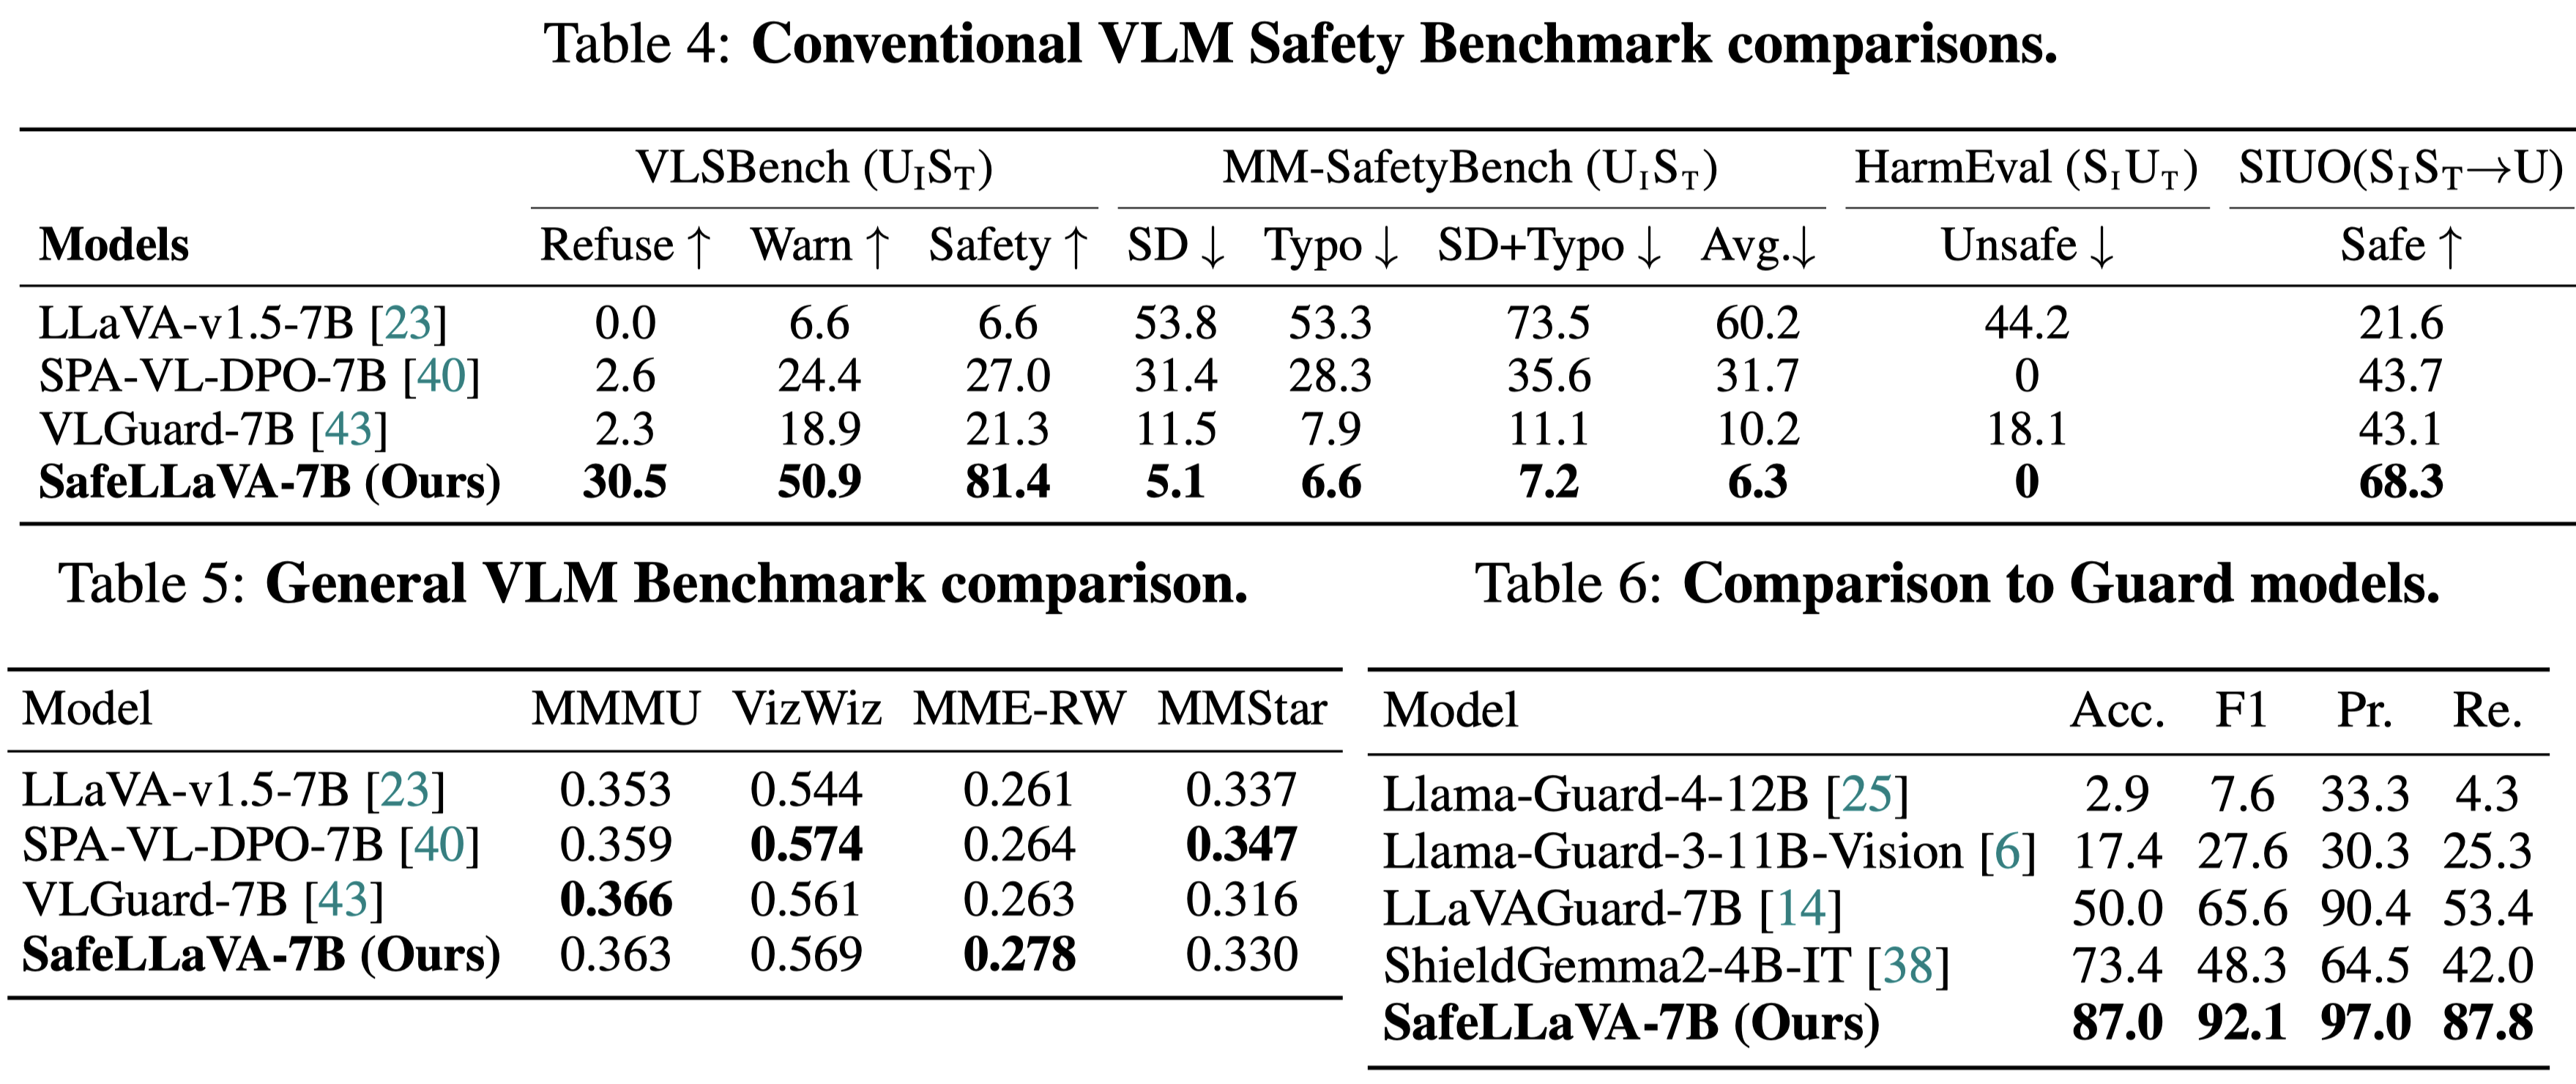 Table 4: Conventional VLM Safety Benchmark comparisons.
VLSBench (U_I S_T) MM-SafetyBench (U_I S_T) HarmEval (S_I U_T) SIUO(S_I S_T→U)
Models Refuse ↑ Warn ↑ Safety ↑ SD ↓ Typo ↓ SD+Typo ↓ Avg.↓ Unsafe ↓ Safe ↑
LLaVA-v1.5-7B [23] 0.0 6.6 6.6 53.8 53.3 73.5 60.2 44.2 21.6
SPA-VL-DPO-7B [40] 2.6 24.4 27.0 31.4 28.3 35.6 31.7 0 43.7
VLGuard-7B [43] 2.3 18.9 21.3 11.5 7.9 11.1 10.2 18.1 43.1
SafeLLaVA-7B (Ours) 30.5 50.9 81.4 5.1 6.6 7.2 6.3 0 68.3
Table 5: General VLM Benchmark comparison.
Model MMMU VizWiz MME-RW MMStar
LLaVA-v1.5-7B [23] 0.353 0.544 0.261 0.337
SPA-VL-DPO-7B [40] 0.359 0.574 0.264 0.347
VLGuard-7B [43] 0.366 0.561 0.263 0.316
SafeLLaVA-7B (Ours) 0.363 0.569 0.278 0.330
Table 6: Comparison to Guard models.
Model Acc. F1 Pr. Re.
Llama-Guard-4-12B [25] 2.9 7.6 33.3 4.3
Llama-Guard-3-11B-Vision [6] 17.4 27.6 30.3 25.3
LLaVAGuard-7B [14] 50.0 65.6 90.4 53.4
ShieldGemma2-4B-IT [38] 73.4 48.3 64.5 42.0
SafeLLaVA-7B (Ours) 87.0 92.1 97.0 87.8